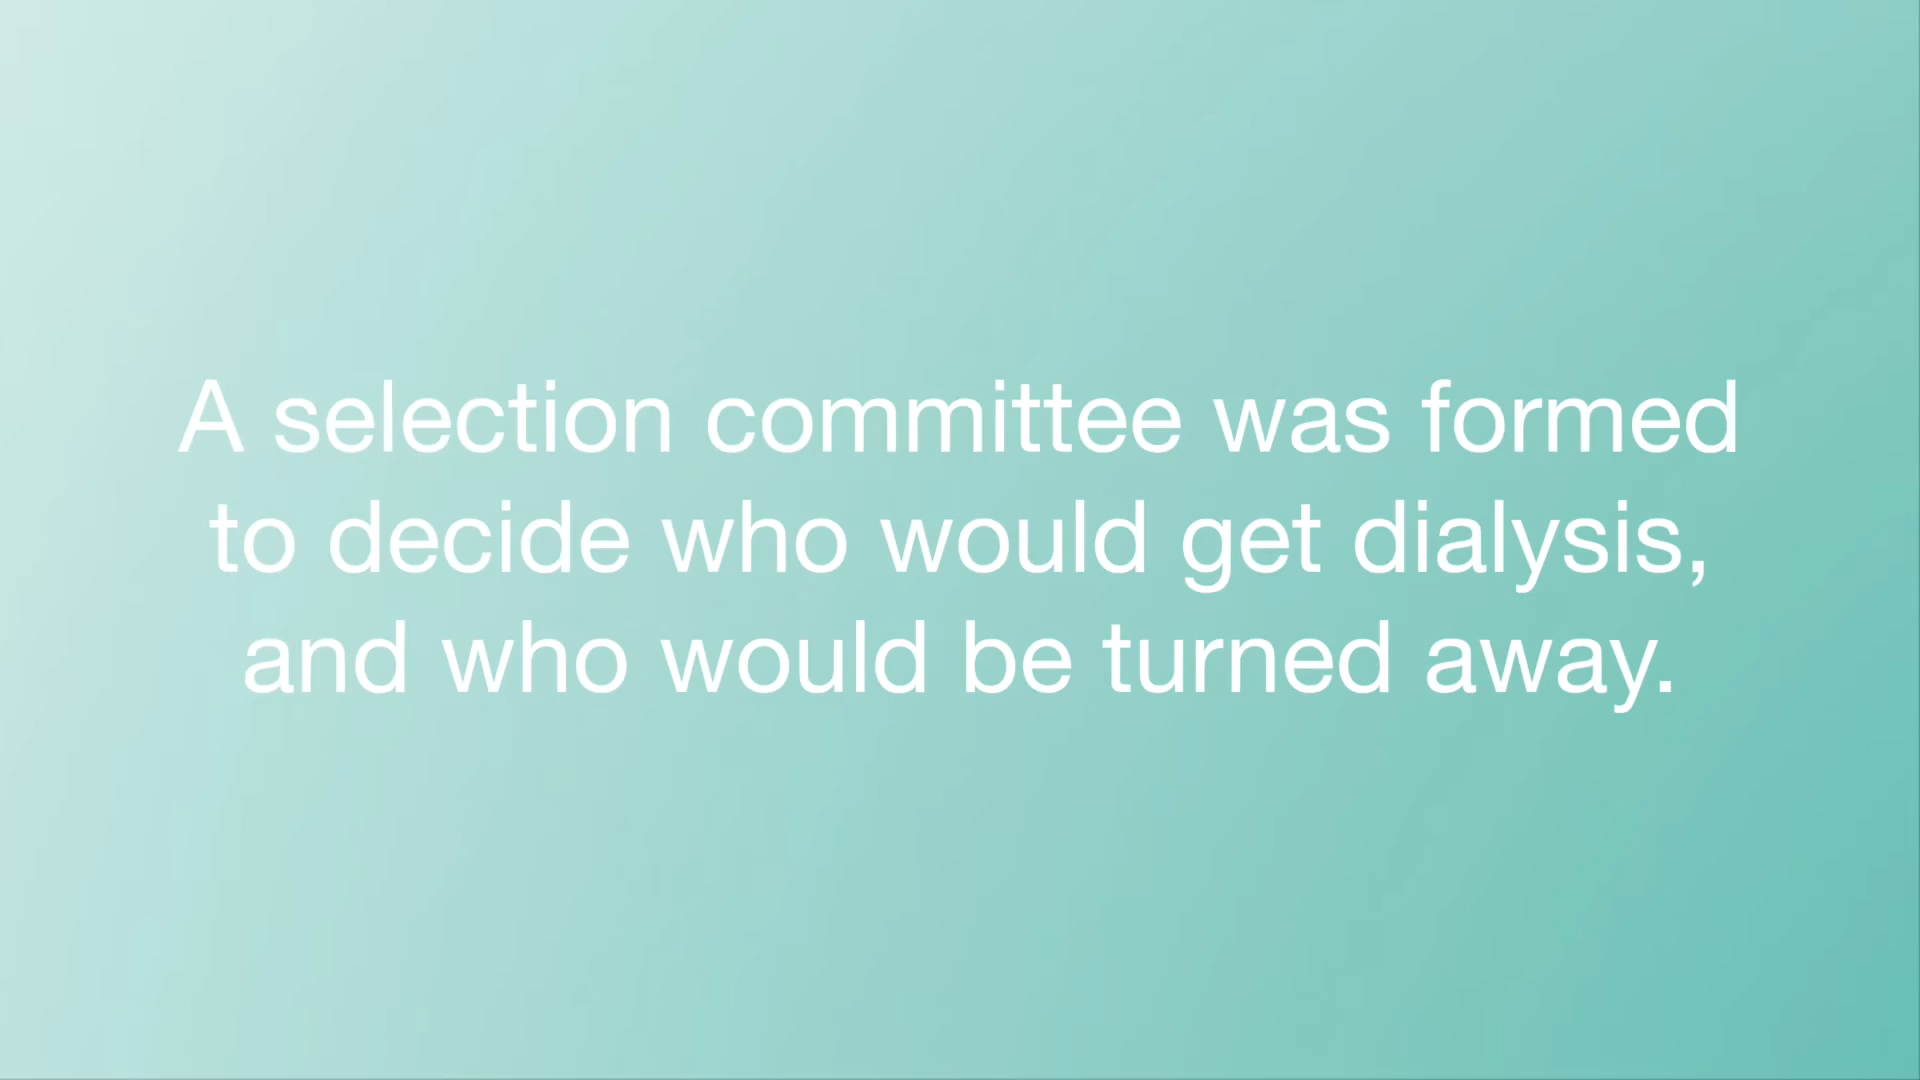 A selection committee was formed
to decide who would get dialysis,
and who would be turned away.